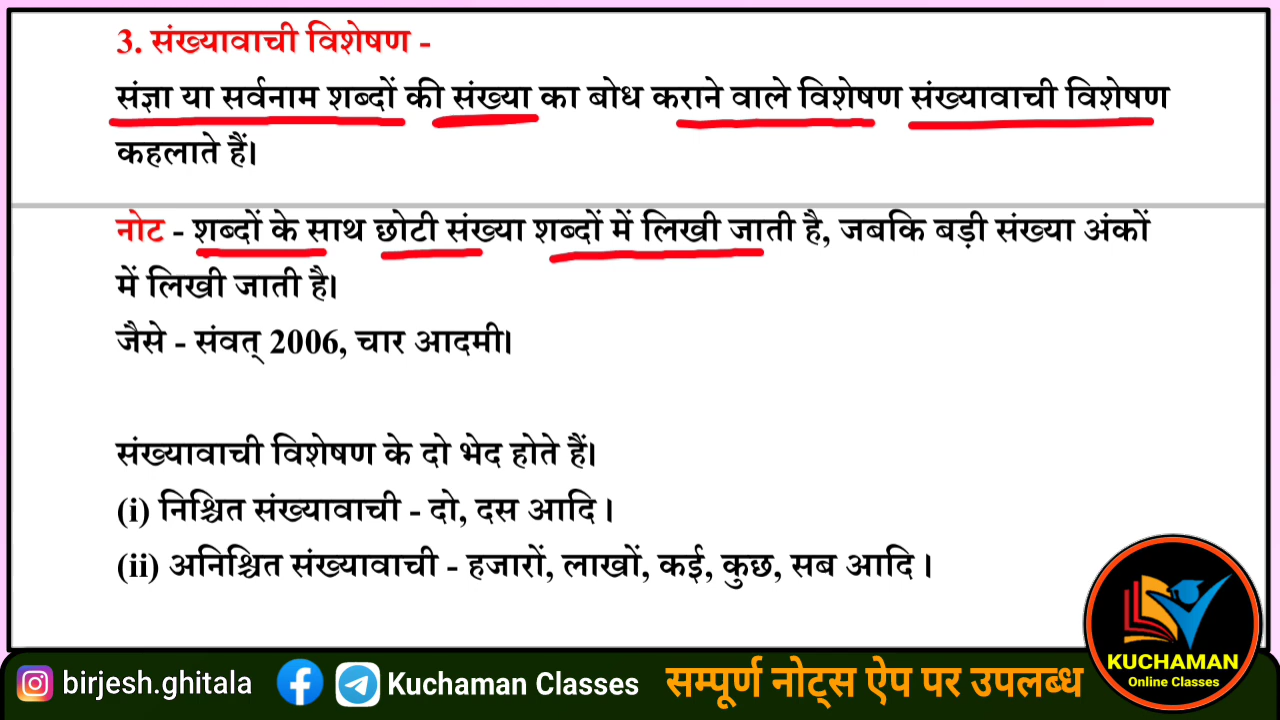 3. संख्यावाची विशेषण -
संज्ञा या सर्वनाम शब्दों की संख्या का बोध कराने वाले विशेषण संख्यावाची विशेषण
कहलाते हैं।
नोट - शब्दों के साथ छोटी संख्या शब्दों में लिखी जाती है, जबकि बड़ी संख्या अंकों
में लिखी जाती है।
जैसे - संवत् 2006, चार आदमी।
संख्यावाची विशेषण के दो भेद होते हैं।
(i) निश्चित संख्यावाची - दो, दस आदि ।
(ii) अनिश्चित संख्यावाची - हजारों, लाखों, कई, कुछ, सब आदि ।
KUCHAMAN
Online Classes
birjesh.ghitala Kuchaman Classes सम्पूर्ण नोट्स ऐप पर उपलब्ध